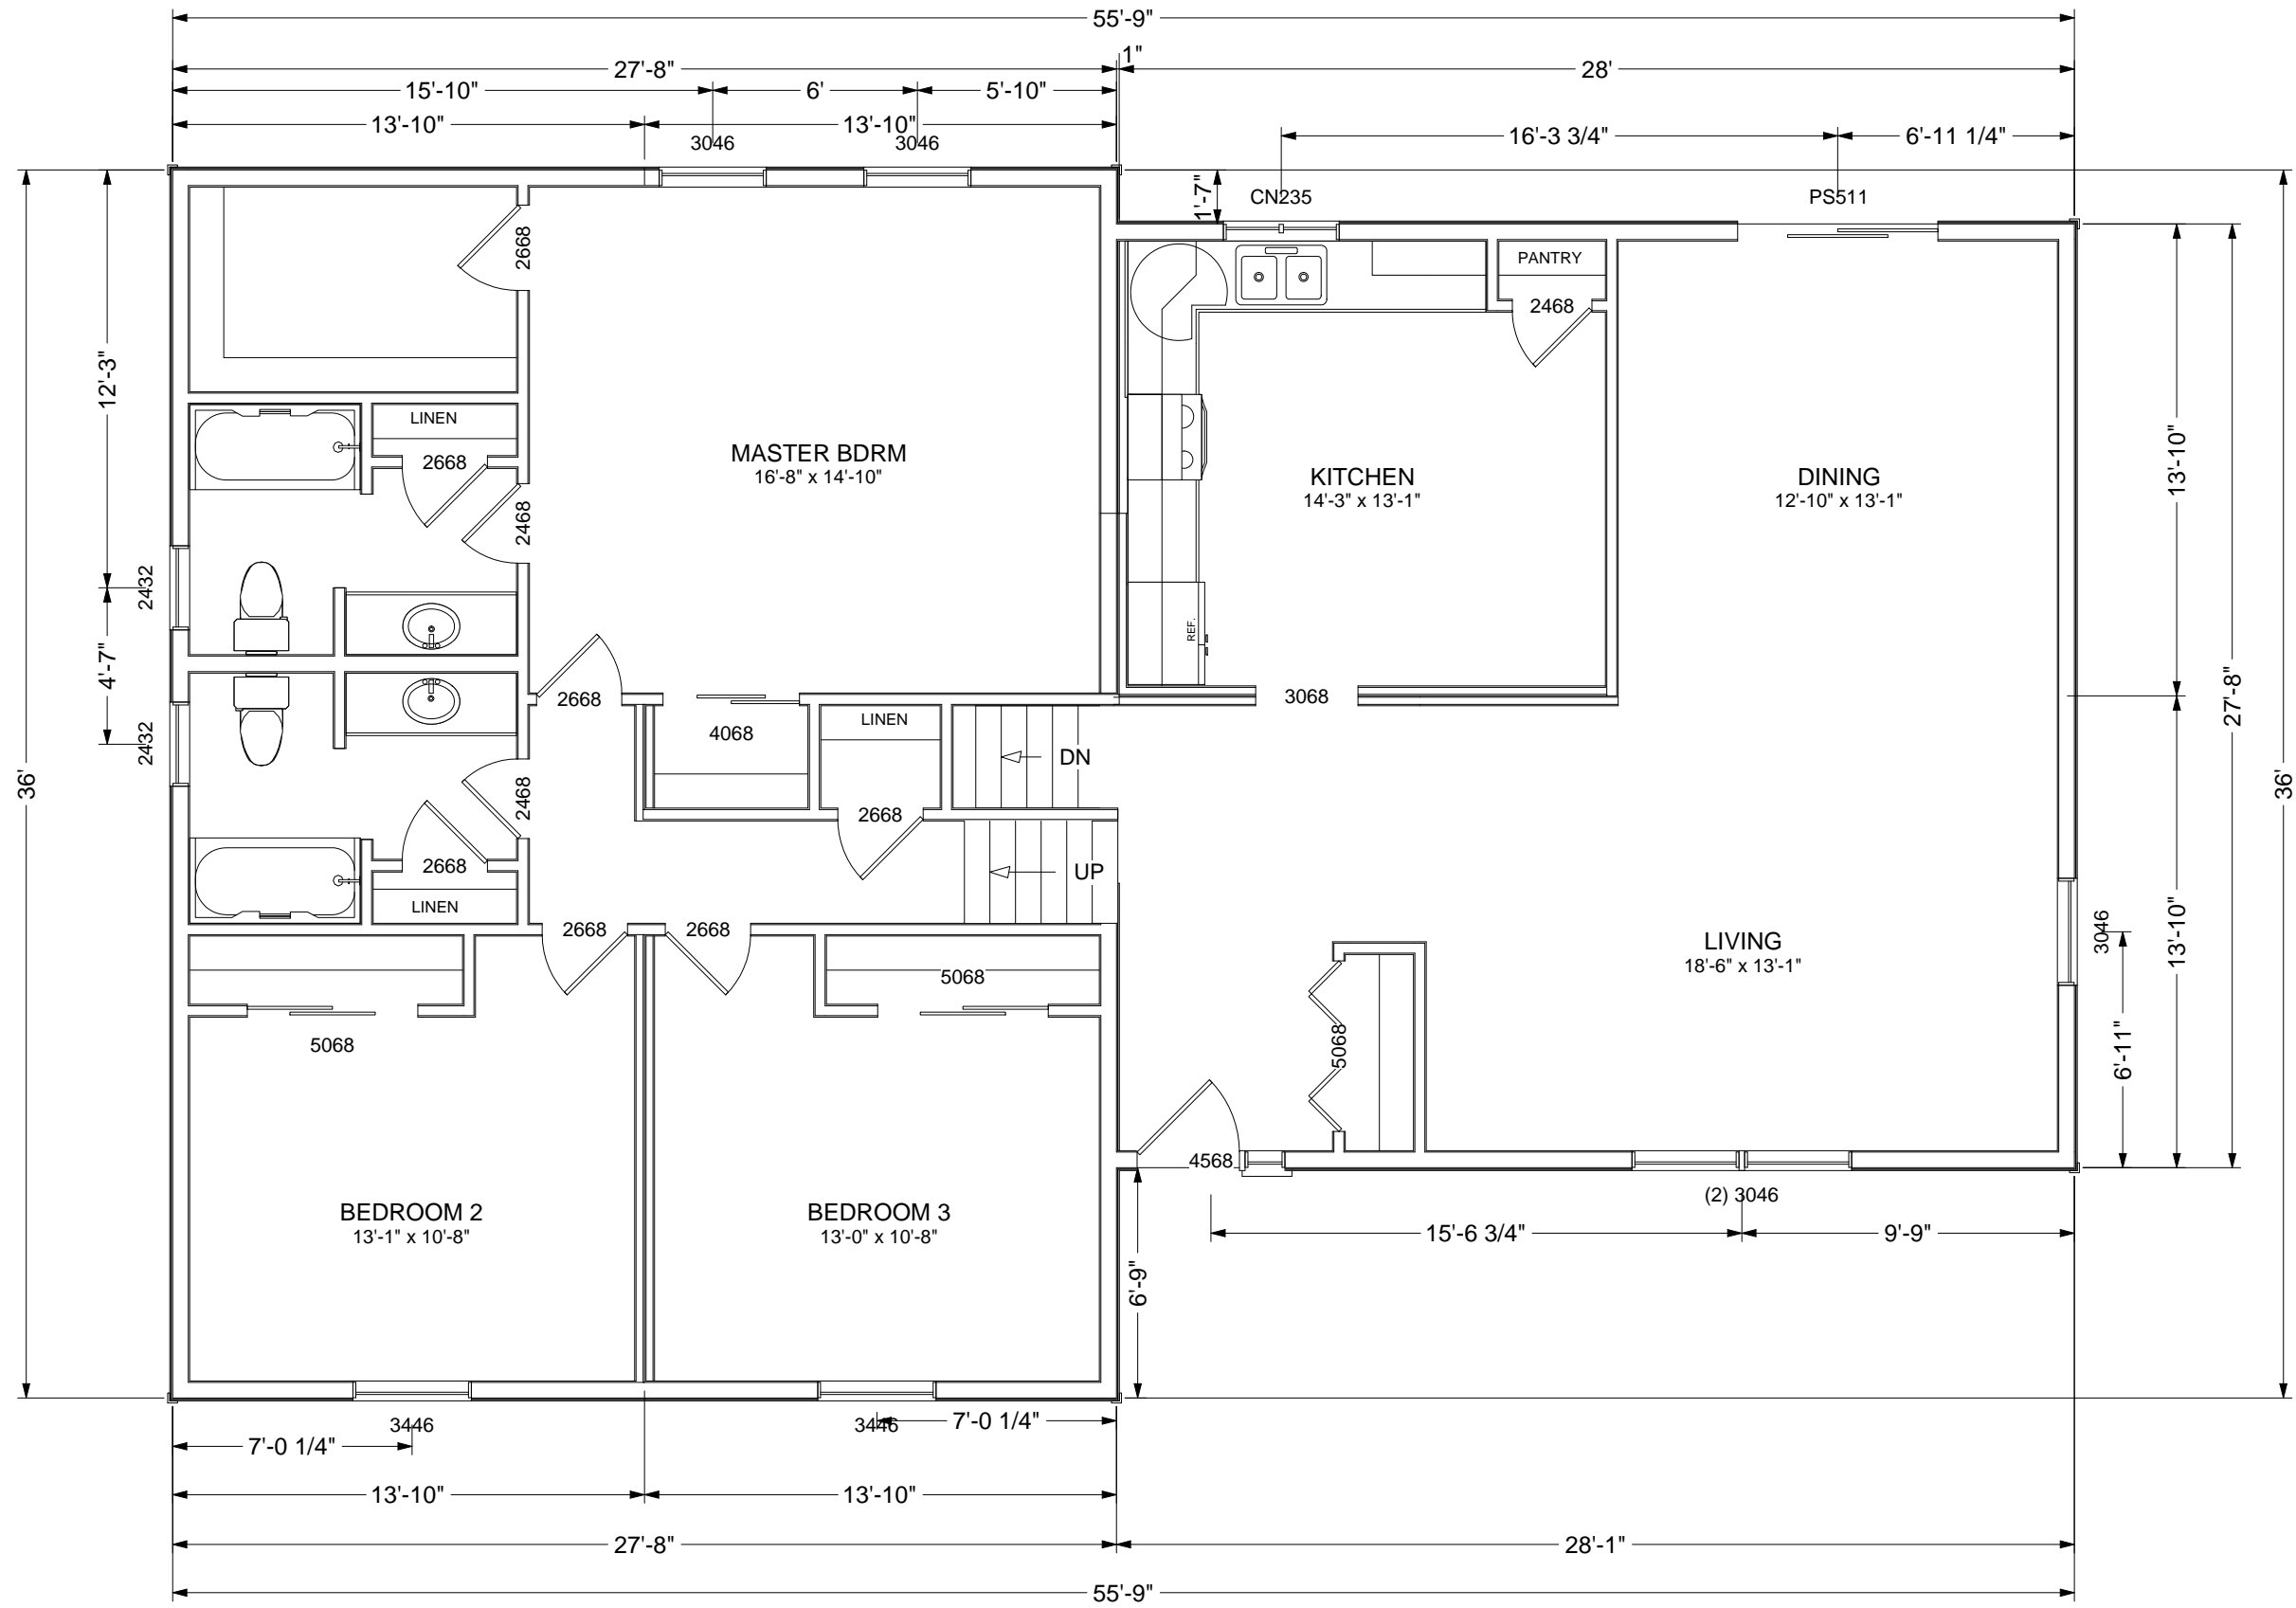 55'-9"
1"
27'-8"
28'
15'-10"
6'
5'-10"
13'-10"
13'-10"
16'-3 3/4"
6'-11 1/4"
3046
3046
1'-7"
CN235
PS511
2668
PANTRY
2468
12'-3"
LINEN
2668
MASTER BDRM
16'-8" x 14'-10"
KITCHEN
14'-3" x 13'-1"
DINING
12'-10" x 13'-1"
13'-10"
2468
2432
REF.
4'-7"
2668
3068
27'-8"
2432
4068
LINEN
DN
36'
36'
2468
2668
2668
UP
LINEN
2668
2668
3046
13'-10"
LIVING
18'-6" x 13'-1"
5068
5068
5068
6'-11"
4568
(2) 3046
BEDROOM 2
13'-1" x 10'-8"
BEDROOM 3
13'-0" x 10'-8"
15'-6 3/4"
9'-9"
6'-9"
3446
3446
7'-0 1/4"
7'-0 1/4"
13'-10"
13'-10"
27'-8"
28'-1"
55'-9"